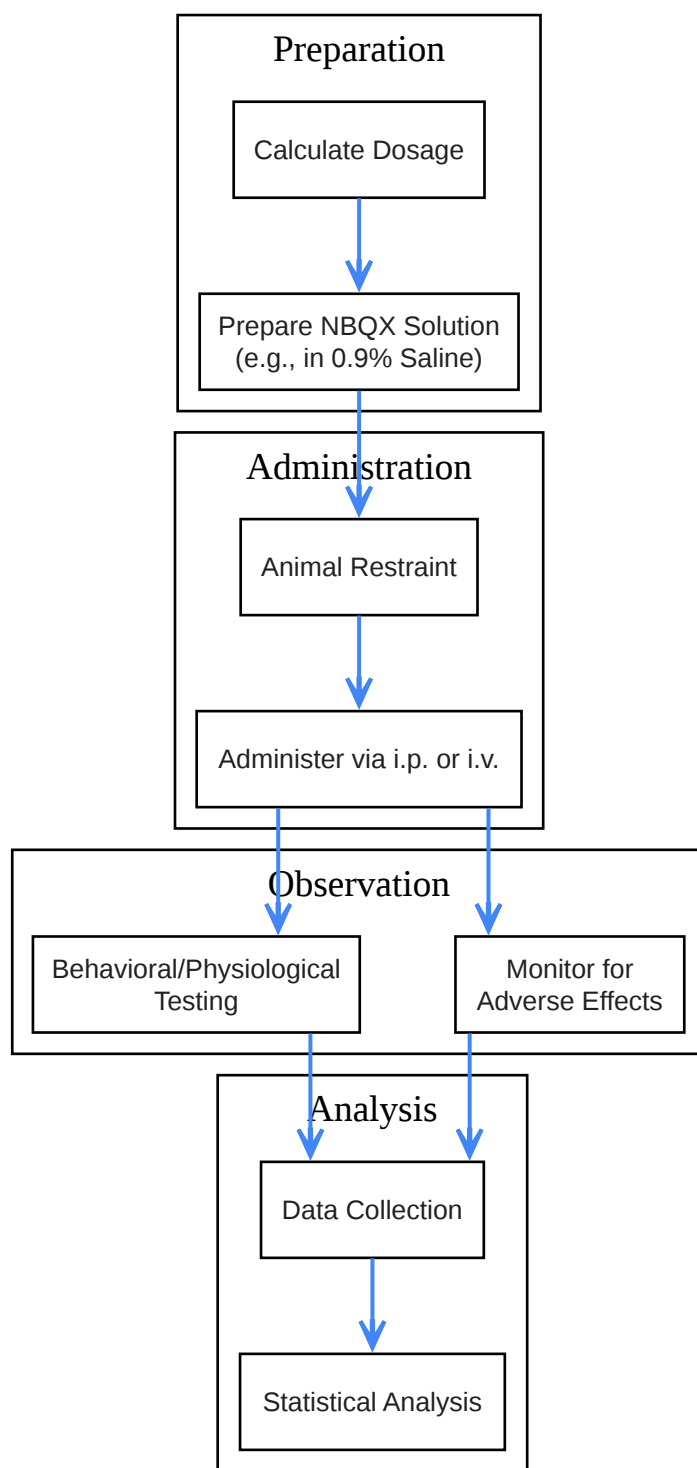 Preparation
Calculate Dosage
Prepare NBQX Solution
(e.g., in 0.9% Saline)
Administration
Animal Restraint
Administer via i.p. or i.v.
Observation
Behavioral/Physiological
Testing
Monitor for
Adverse Effects
Analysis
Data Collection
Statistical Analysis